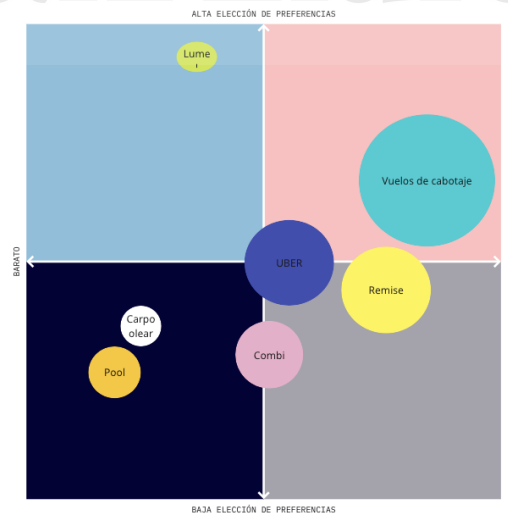 ALTA ELECCIÓN DE PREFERENCIAS
Lume
Vuelos de cabotaje
BARATO
UBER
Remise
Carpo
olear
Combi
Pool
BAJA ELECCIÓN DE PREFERENCIAS